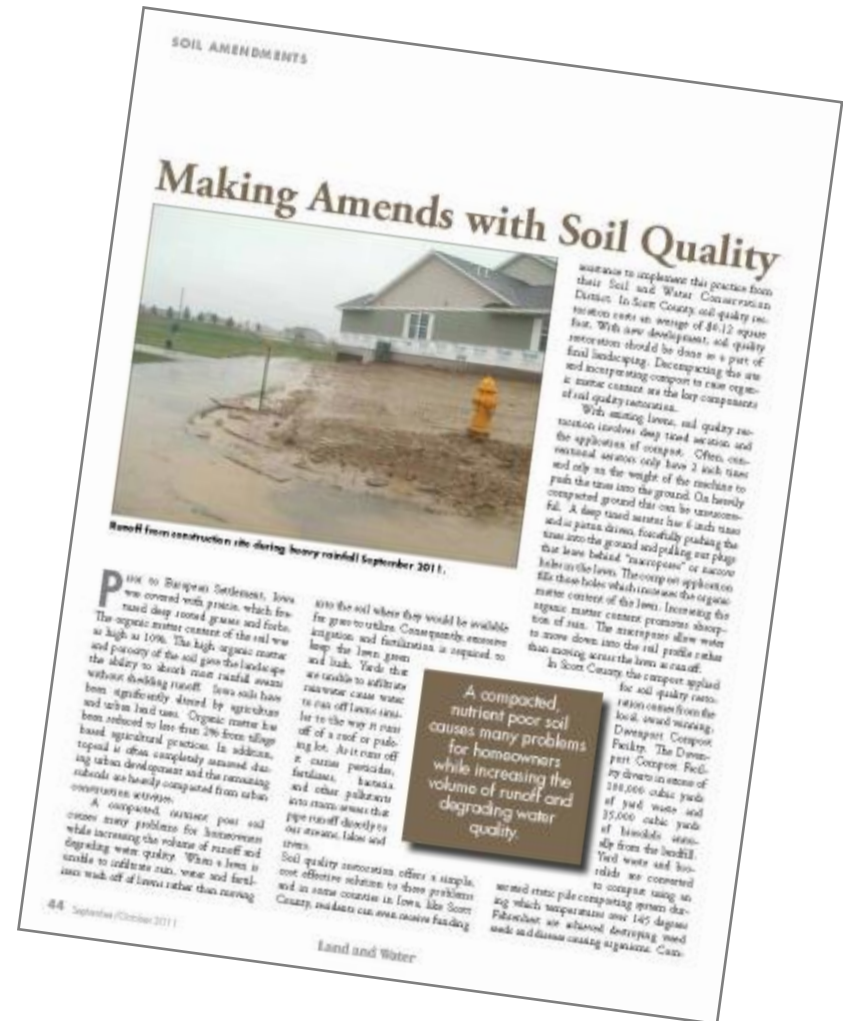 SOIL AMENDMENTS
Making Amends with Soil Quality
Runoff from construction site during heavy rainfall September 2011.
Prior to European Settlement, Iowa
was covered with prairie, which fea-
tured deep rooted grasses and forbs.
The organic matter content of the soil was
as high as 10%. The high organic matter
and porosity of the soil gave the landscape
the ability to absorb most rainfall events
without shedding runoff. Iowa soils have
been significantly altered by agriculture
and urban land uses. Organic matter has
been reduced to less than 2% from tillage
based agricultural practices. In addition,
topsoil is often completely removed dur-
ing urban development and the remaining
subsoils are heavily compacted from urban
construction activities.
A compacted, nutrient poor soil
causes many problems for homeowners
while increasing the volume of runoff and
degrading water quality. When a lawn is
unable to infiltrate rain, water and fertil-
izers wash off of lawns rather than moving
into the soil where they would be available
for grass to utilize. Consequently, excessive
irrigation and fertilization is required to
keep the lawn green
and lush. Yards that
are unable to infiltrate
rainwater cause water
to run off lawns simi-
lar to the way it runs
off of a roof or park-
ing lot. As it runs off
it carries pesticides,
fertilizers, bacteria
and other pollutants
into storm sewers that
pipe runoff directly to
our streams, lakes and
rivers.
Soil quality restoration offers a simple,
cost effective solution to these problems
and in some counties in Iowa, like Scott
County, residents can even receive funding
A compacted,
nutrient poor soil
causes many problems
for homeowners
while increasing the
volume of runoff and
degrading water
quality.
assistance to implement this practice from
their Soil and Water Conservation
District. In Scott County, soil quality res-
toration costs an average of $0.12 square
foot. With new development, soil quality
restoration should be done as a part of
final landscaping. Decompacting the site
and incorporating compost to raise organ-
ic matter content are the key components
of soil quality restoration.
With existing lawns, soil quality res-
toration involves deep tined aeration and
the application of compost. Often, con-
ventional aerators only have 2 inch tines
and rely on the weight of the machine to
push the tines into the ground. On heavily
compacted ground this can be unsuccess-
ful. A deep tined aerator has 6 inch tines
and is piston driven, forcefully pushing the
tines into the ground and pulling out plugs
that leave behind "macropores" or narrow
holes in the lawn. The compost application
fills those holes which increases the organic
matter content of the lawn. Increasing the
organic matter content promotes absorp-
tion of rain. The macropores allow water
to move down into the soil profile rather
than moving across the lawn as runoff.
In Scott County, the compost applied
for soil quality resto-
ration comes from the
local, award winning,
Davenport Compost
Facility. The Daven-
port Compost Facil-
ity diverts in excess of
cubic yards
of yard waste and
35,000 cubic yards
of biosolids annu-
ally from the landfill.
Yard waste and bio-
solids are converted
to compost using an
aerated static pile composting system dur-
ing which temperatures over 145 degrees
Fahrenheit are achieved destroying weed
seeds and disease causing organisms. Com-
44 September/October 2011
Land and Water